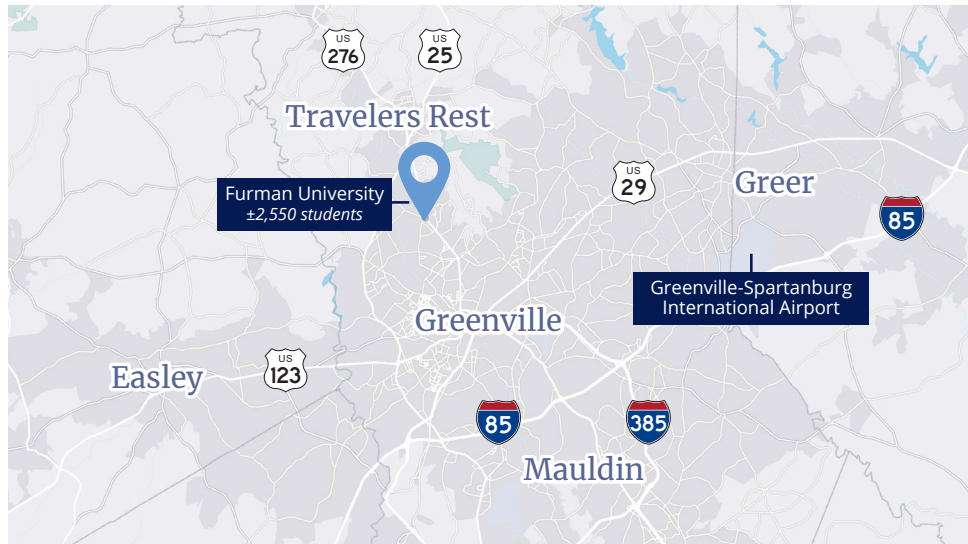 US
276
US
25
Travelers Rest
US
29
Furman University
±2,550 students
Greer
85
Greenville-Spartanburg
International Airport
Greenville
US
123
Easley
85
385
Mauldin